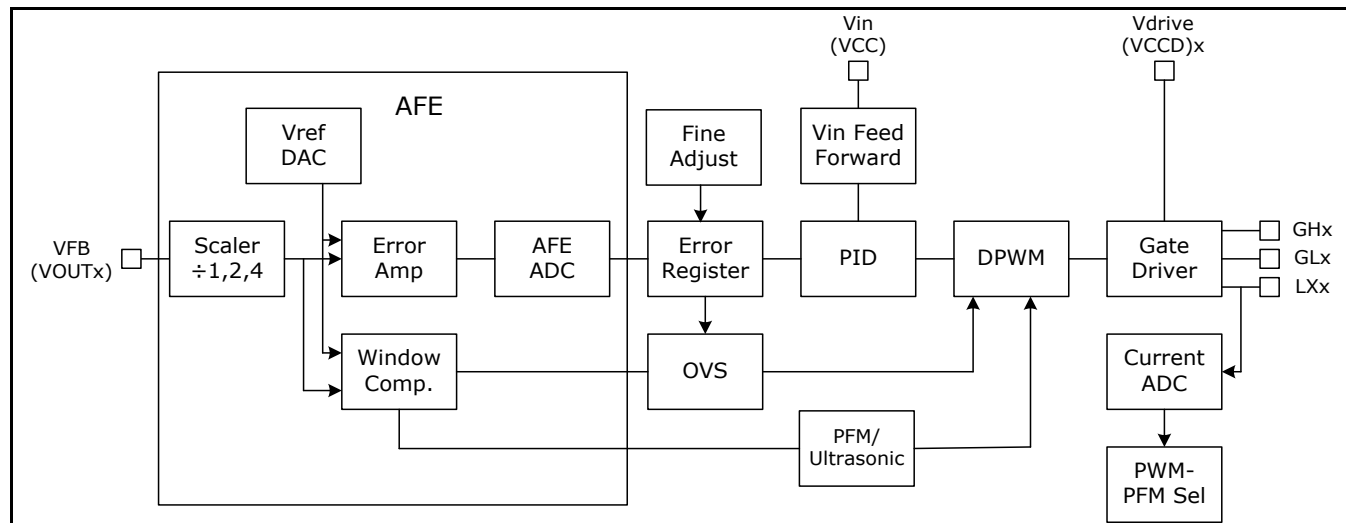 Vin
(VCC)
Vdrive
(VCCD)x
AFE
Vref
DAC
Fine
Adjust
Vin Feed
Forward
VFB
(VOUTx)
Scaler
÷1,2,4
Error
Amp
AFE
ADC
Error
Register
PID
DPWM
Gate
Driver
GHx
GLx
LXx
Window
Comp.
OVS
Current
ADC
PFM/
Ultrasonic
PWM-
PFM Sel